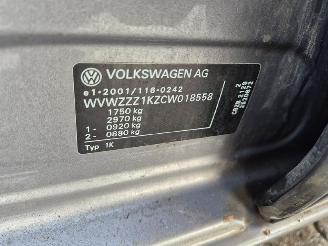 VOLKSWAGEN AG
e1*2001/116*0242
WVWZZZ1KZCW018558
1750 kg
2970 kg
1 - 0920 kg
2 - 0880 kg
Typ 1K